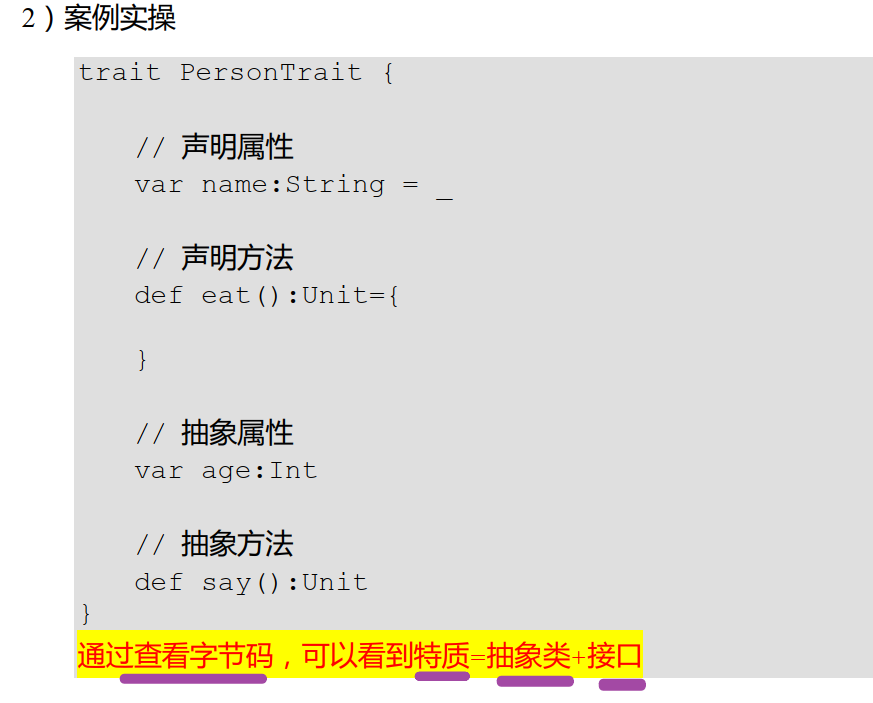 2）案例实操
trait PersonTrait {
// 声明属性
var name:String = _
// 声明方法
def eat():Unit={
}
// 抽象属性
var age:Int
// 抽象方法
def say():Unit
}
通过查看字节码，可以看到特质=抽象类+接口